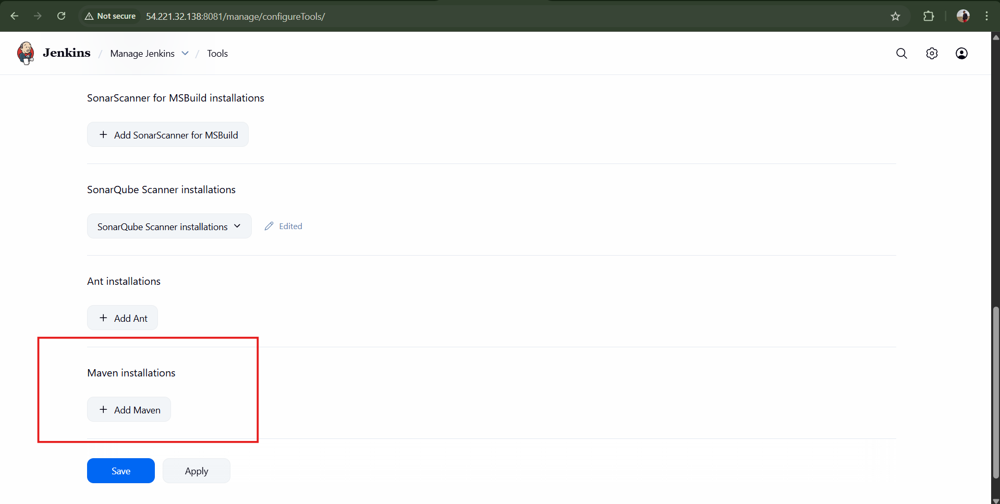 Not secure 54.221.32.138:8081/manage/configureTools/
Jenkins / Manage Jenkins / Tools
SonarScanner for MSBuild installations
+ Add SonarScanner for MSBuild
SonarQube Scanner installations
SonarQube Scanner installations Edited
Ant installations
+ Add Ant
Maven installations
+ Add Maven
Save Apply